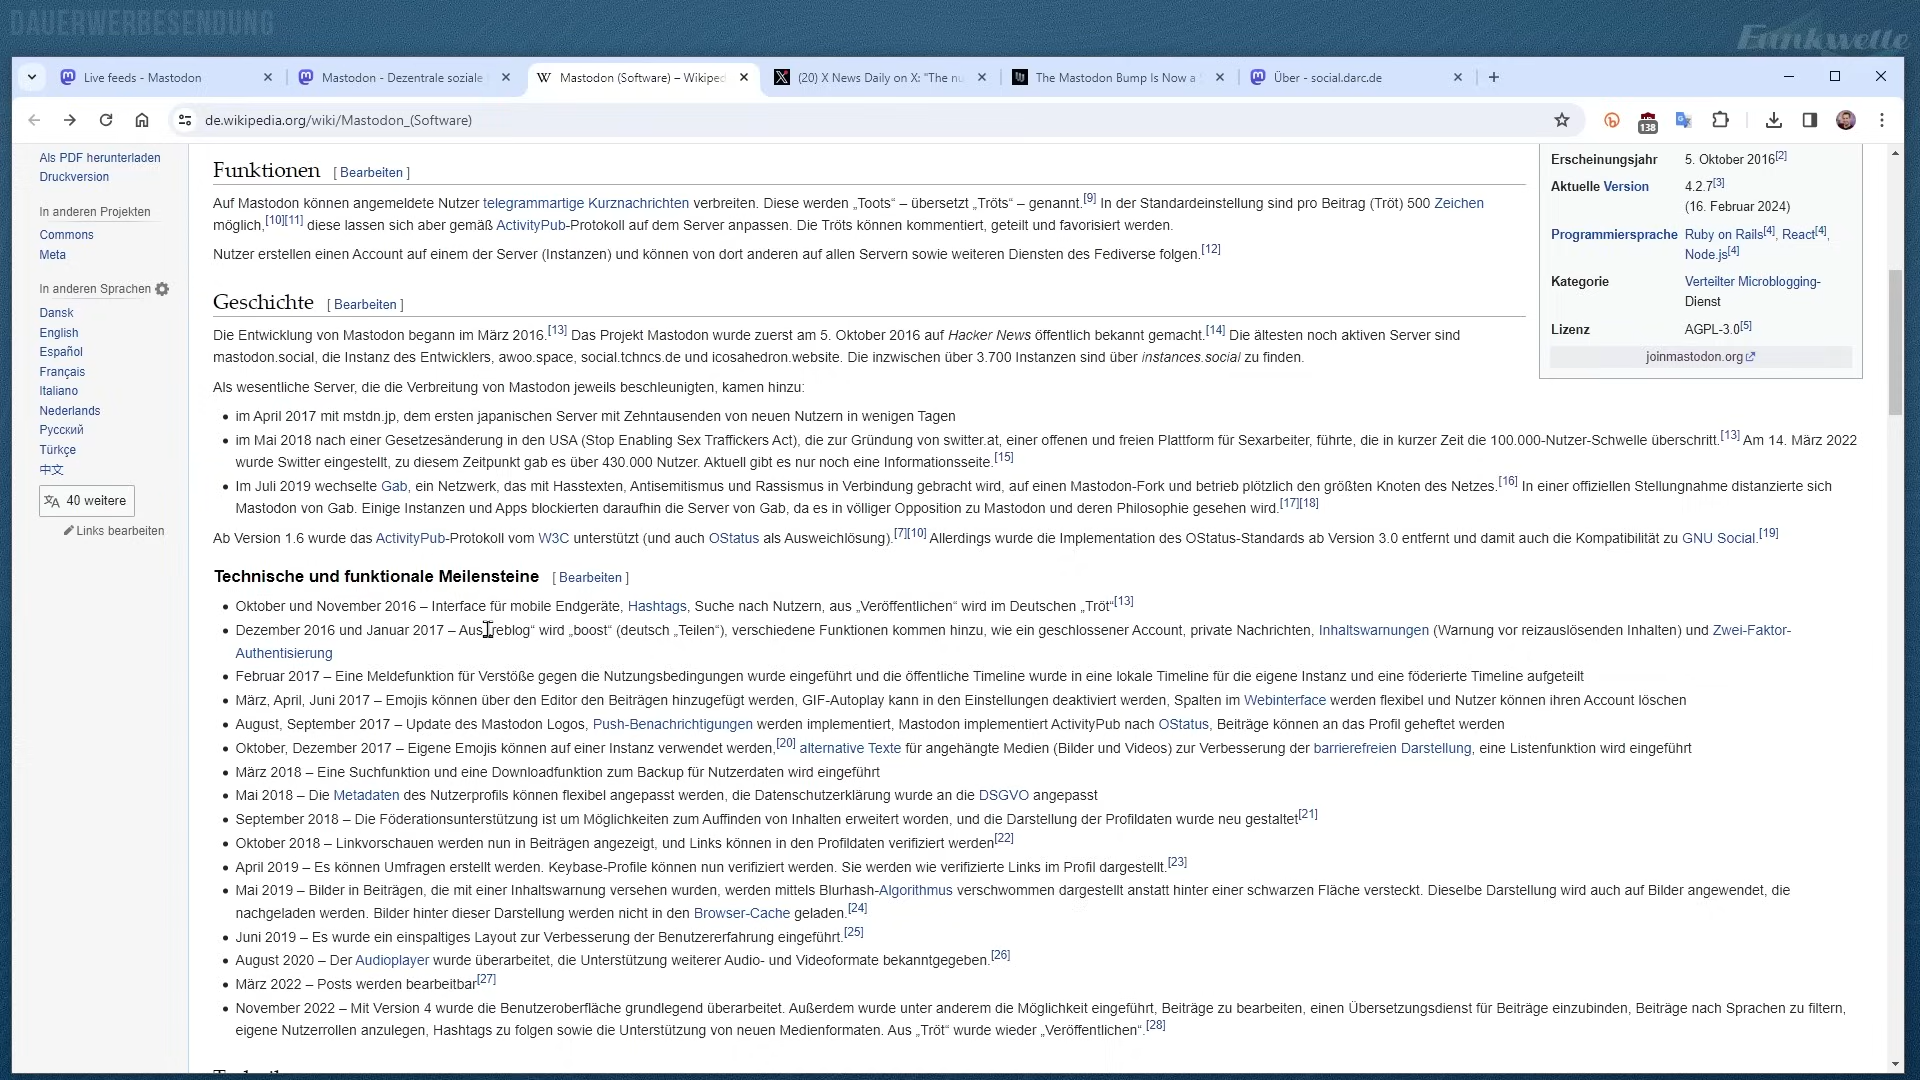 DAUERWERBESENDUNG
Funkwelle
Live feeds - Mastodon
Mastodon - Dezentrale soziale
Mastodon (Software) – Wikiped
(20) X News Daily on X: "The nu
The Mastodon Bump Is Now a
Über - social.darc.de
de.wikipedia.org/wiki/Mastodon_(Software)
138
Als PDF herunterladen
Druckversion
In anderen Projekten
Commons
Meta
In anderen Sprachen
Dansk
English
Español
Français
Italiano
Nederlands
Русский
Türkçe
中文
40 weitere
Links bearbeiten
Funktionen [ Bearbeiten ]
Auf Mastodon können angemeldete Nutzer telegrammartige Kurznachrichten verbreiten. Diese werden „Toots“ – übersetzt „Tröts“ – genannt.[9] In der Standardeinstellung sind pro Beitrag (Tröt) 500 Zeichen
möglich,[10][11] diese lassen sich aber gemäß ActivityPub-Protokoll auf dem Server anpassen. Die Tröts können kommentiert, geteilt und favorisiert werden.
Nutzer erstellen einen Account auf einem der Server (Instanzen) und können von dort anderen auf allen Servern sowie weiteren Diensten des Fediverse folgen.[12]
Geschichte [ Bearbeiten ]
Die Entwicklung von Mastodon begann im März 2016.[13] Das Projekt Mastodon wurde zuerst am 5. Oktober 2016 auf Hacker News öffentlich bekannt gemacht.[14] Die ältesten noch aktiven Server sind
mastodon.social, die Instanz des Entwicklers, awoo.space, social.tchncs.de und icosahedron.website. Die inzwischen über 3.700 Instanzen sind über instances.social zu finden.
Als wesentliche Server, die die Verbreitung von Mastodon jeweils beschleunigten, kamen hinzu:
• im April 2017 mit mstdn.jp, dem ersten japanischen Server mit Zehntausenden von neuen Nutzern in wenigen Tagen
• im Mai 2018 nach einer Gesetzesänderung in den USA (Stop Enabling Sex Traffickers Act), die zur Gründung von switter.at, einer offenen und freien Plattform für Sexarbeiter, führte, die in kurzer Zeit die 100.000-Nutzer-Schwelle überschritt.[13] Am 14. März 2022
wurde Switter eingestellt, zu diesem Zeitpunkt gab es über 430.000 Nutzer. Aktuell gibt es nur noch eine Informationsseite.[15]
• Im Juli 2019 wechselte Gab, ein Netzwerk, das mit Hasstexten, Antisemitismus und Rassismus in Verbindung gebracht wird, auf einen Mastodon-Fork und betrieb plötzlich den größten Knoten des Netzes.[16] In einer offiziellen Stellungnahme distanzierte sich
Mastodon von Gab. Einige Instanzen und Apps blockierten daraufhin die Server von Gab, da es in völliger Opposition zu Mastodon und deren Philosophie gesehen wird.[17][18]
Ab Version 1.6 wurde das ActivityPub-Protokoll vom W3C unterstützt (und auch OStatus als Ausweichlösung).[7][10] Allerdings wurde die Implementation des OStatus-Standards ab Version 3.0 entfernt und damit auch die Kompatibilität zu GNU Social.[19]
Technische und funktionale Meilensteine [ Bearbeiten ]
• Oktober und November 2016 – Interface für mobile Endgeräte, Hashtags, Suche nach Nutzern, aus „Veröffentlichen“ wird im Deutschen „Tröt“[13]
• Dezember 2016 und Januar 2017 – Aus „reblog“ wird „boost“ (deutsch „Teilen“), verschiedene Funktionen kommen hinzu, wie ein geschlossener Account, private Nachrichten, Inhaltswarnungen (Warnung vor reizauslösenden Inhalten) und Zwei-Faktor-
Authentisierung
• Februar 2017 – Eine Meldefunktion für Verstöße gegen die Nutzungsbedingungen wurde eingeführt und die öffentliche Timeline wurde in eine lokale Timeline für die eigene Instanz und eine föderierte Timeline aufgeteilt
• März, April, Juni 2017 – Emojis können über den Editor den Beiträgen hinzugefügt werden, GIF-Autoplay kann in den Einstellungen deaktiviert werden, Spalten im Webinterface werden flexibel und Nutzer können ihren Account löschen
• August, September 2017 – Update des Mastodon Logos, Push-Benachrichtigungen werden implementiert, Mastodon implementiert ActivityPub nach OStatus, Beiträge können an das Profil geheftet werden
• Oktober, Dezember 2017 – Eigene Emojis können auf einer Instanz verwendet werden,[20] alternative Texte für angehängte Medien (Bilder und Videos) zur Verbesserung der barrierefreien Darstellung, eine Listenfunktion wird eingeführt
• März 2018 – Eine Suchfunktion und eine Downloadfunktion zum Backup für Nutzerdaten wird eingeführt
• Mai 2018 – Die Metadaten des Nutzerprofils können flexibel angepasst werden, die Datenschutzerklärung wurde an die DSGVO angepasst
• September 2018 – Die Föderationsunterstützung ist um Möglichkeiten zum Auffinden von Inhalten erweitert worden, und die Darstellung der Profildaten wurde neu gestaltet[21]
• Oktober 2018 – Linkvorschauen werden nun in Beiträgen angezeigt, und Links können in den Profildaten verifiziert werden[22]
• April 2019 – Es können Umfragen erstellt werden. Keybase-Profile können nun verifiziert werden. Sie werden wie verifizierte Links im Profil dargestellt.[23]
• Mai 2019 – Bilder in Beiträgen, die mit einer Inhaltswarnung versehen wurden, werden mittels Blurhash-Algorithmus verschwommen dargestellt anstatt hinter einer schwarzen Fläche versteckt. Dieselbe Darstellung wird auch auf Bilder angewendet, die
nachgeladen werden. Bilder hinter dieser Darstellung werden nicht in den Browser-Cache geladen.[24]
• Juni 2019 – Es wurde ein einspaltiges Layout zur Verbesserung der Benutzererfahrung eingeführt.[25]
• August 2020 – Der Audioplayer wurde überarbeitet, die Unterstützung weiterer Audio- und Videoformate bekanntgegeben.[26]
• März 2022 – Posts werden bearbeitbar[27]
• November 2022 – Mit Version 4 wurde die Benutzeroberfläche grundlegend überarbeitet. Außerdem wurde unter anderem die Möglichkeit eingeführt, Beiträge zu bearbeiten, einen Übersetzungsdienst für Beiträge einzubinden, Beiträge nach Sprachen zu filtern,
eigene Nutzerrollen anzulegen, Hashtags zu folgen sowie die Unterstützung von neuen Medienformaten. Aus „Tröt“ wurde wieder „Veröffentlichen“.[28]
Erscheinungsjahr 5. Oktober 2016[2]
Aktuelle Version 4.2.7[3]
(16. Februar 2024)
Programmiersprache Ruby on Rails[4], React[4],
Node.js[4]
Kategorie Verteilter Microblogging-
Dienst
Lizenz AGPL-3.0[5]
joinmastodon.org